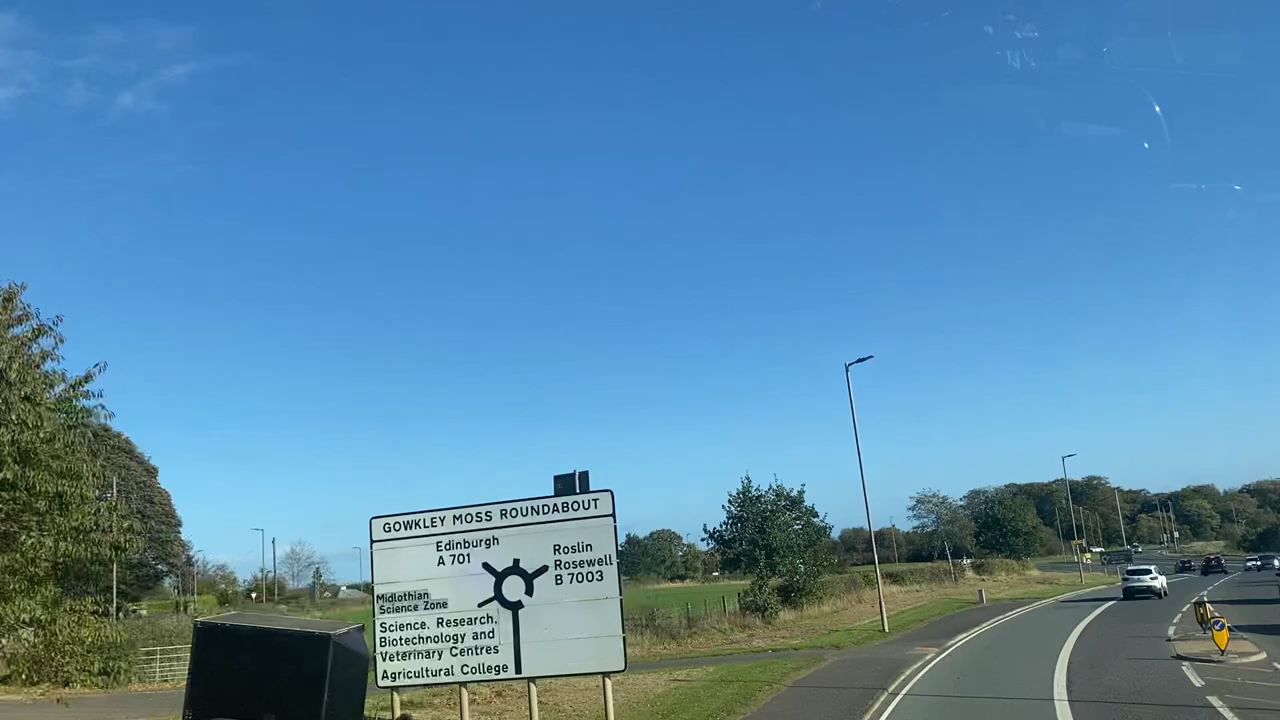 GOWKLEY MOSS ROUNDABOUT
Edinburgh
A 701
Roslin
Rosewell
B 7003
Midlothian
Science Zone
Science, Research,
Biotechnology and
Veterinary Centres
Agricultural College